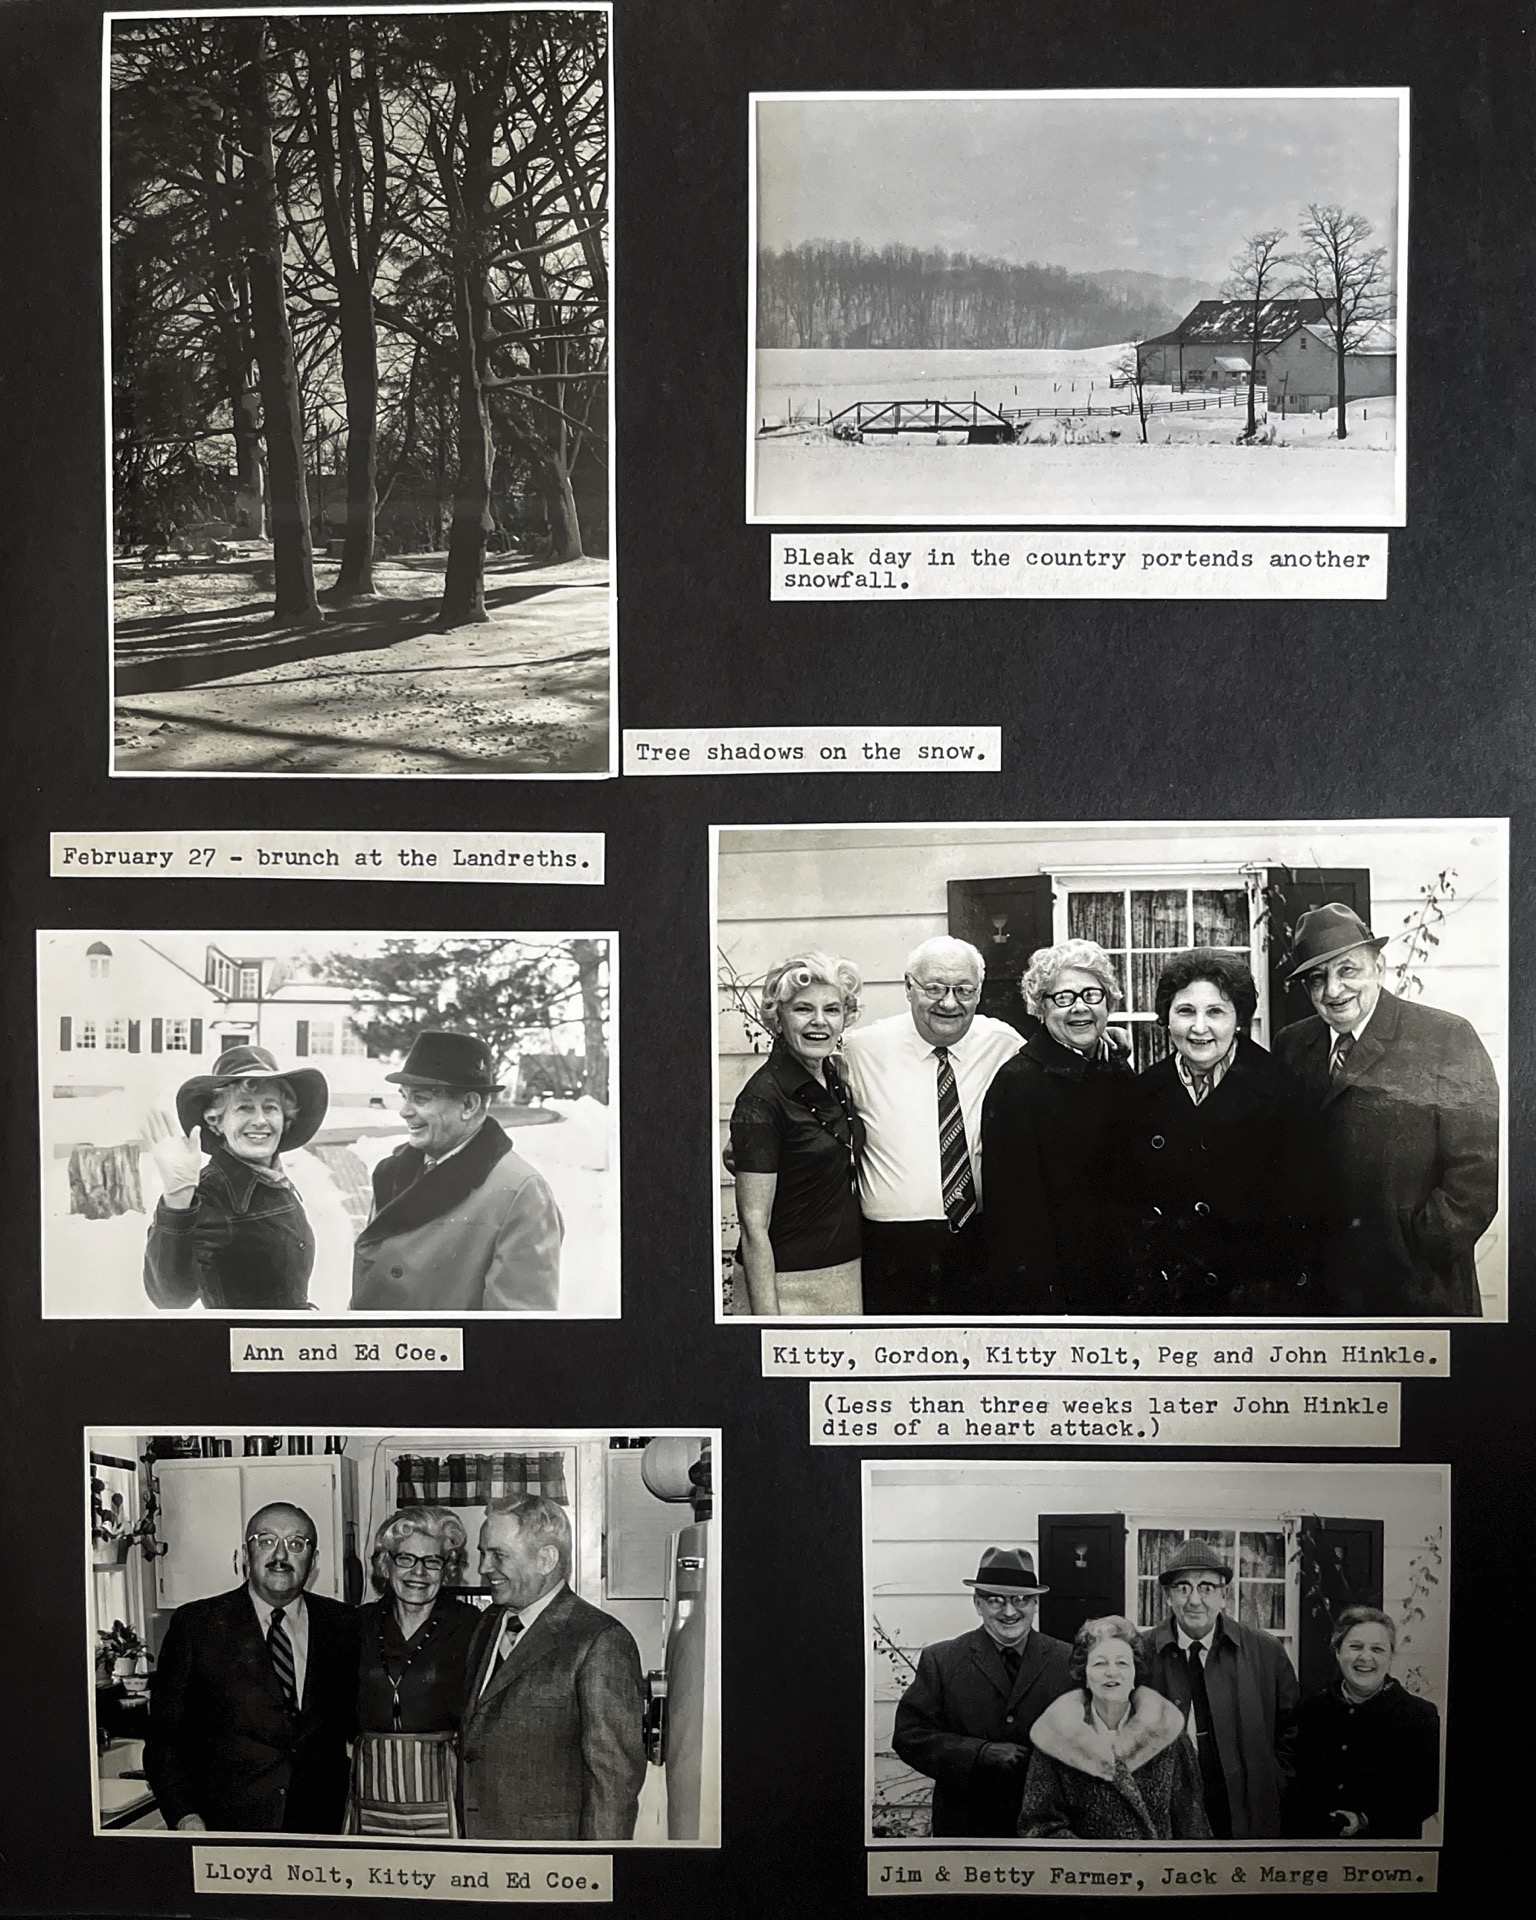 Bleak day in the country portends another
snowfall.
Tree shadows on the snow.
February 27 - brunch at the Landreths.
Ann and Ed Coe.
Kitty, Gordon, Kitty Nolt, Peg and John Hinkle.
(Less than three weeks later John Hinkle
dies of a heart attack.)
Lloyd Nolt, Kitty and Ed Coe.
Jim & Betty Farmer, Jack & Marge Brown.